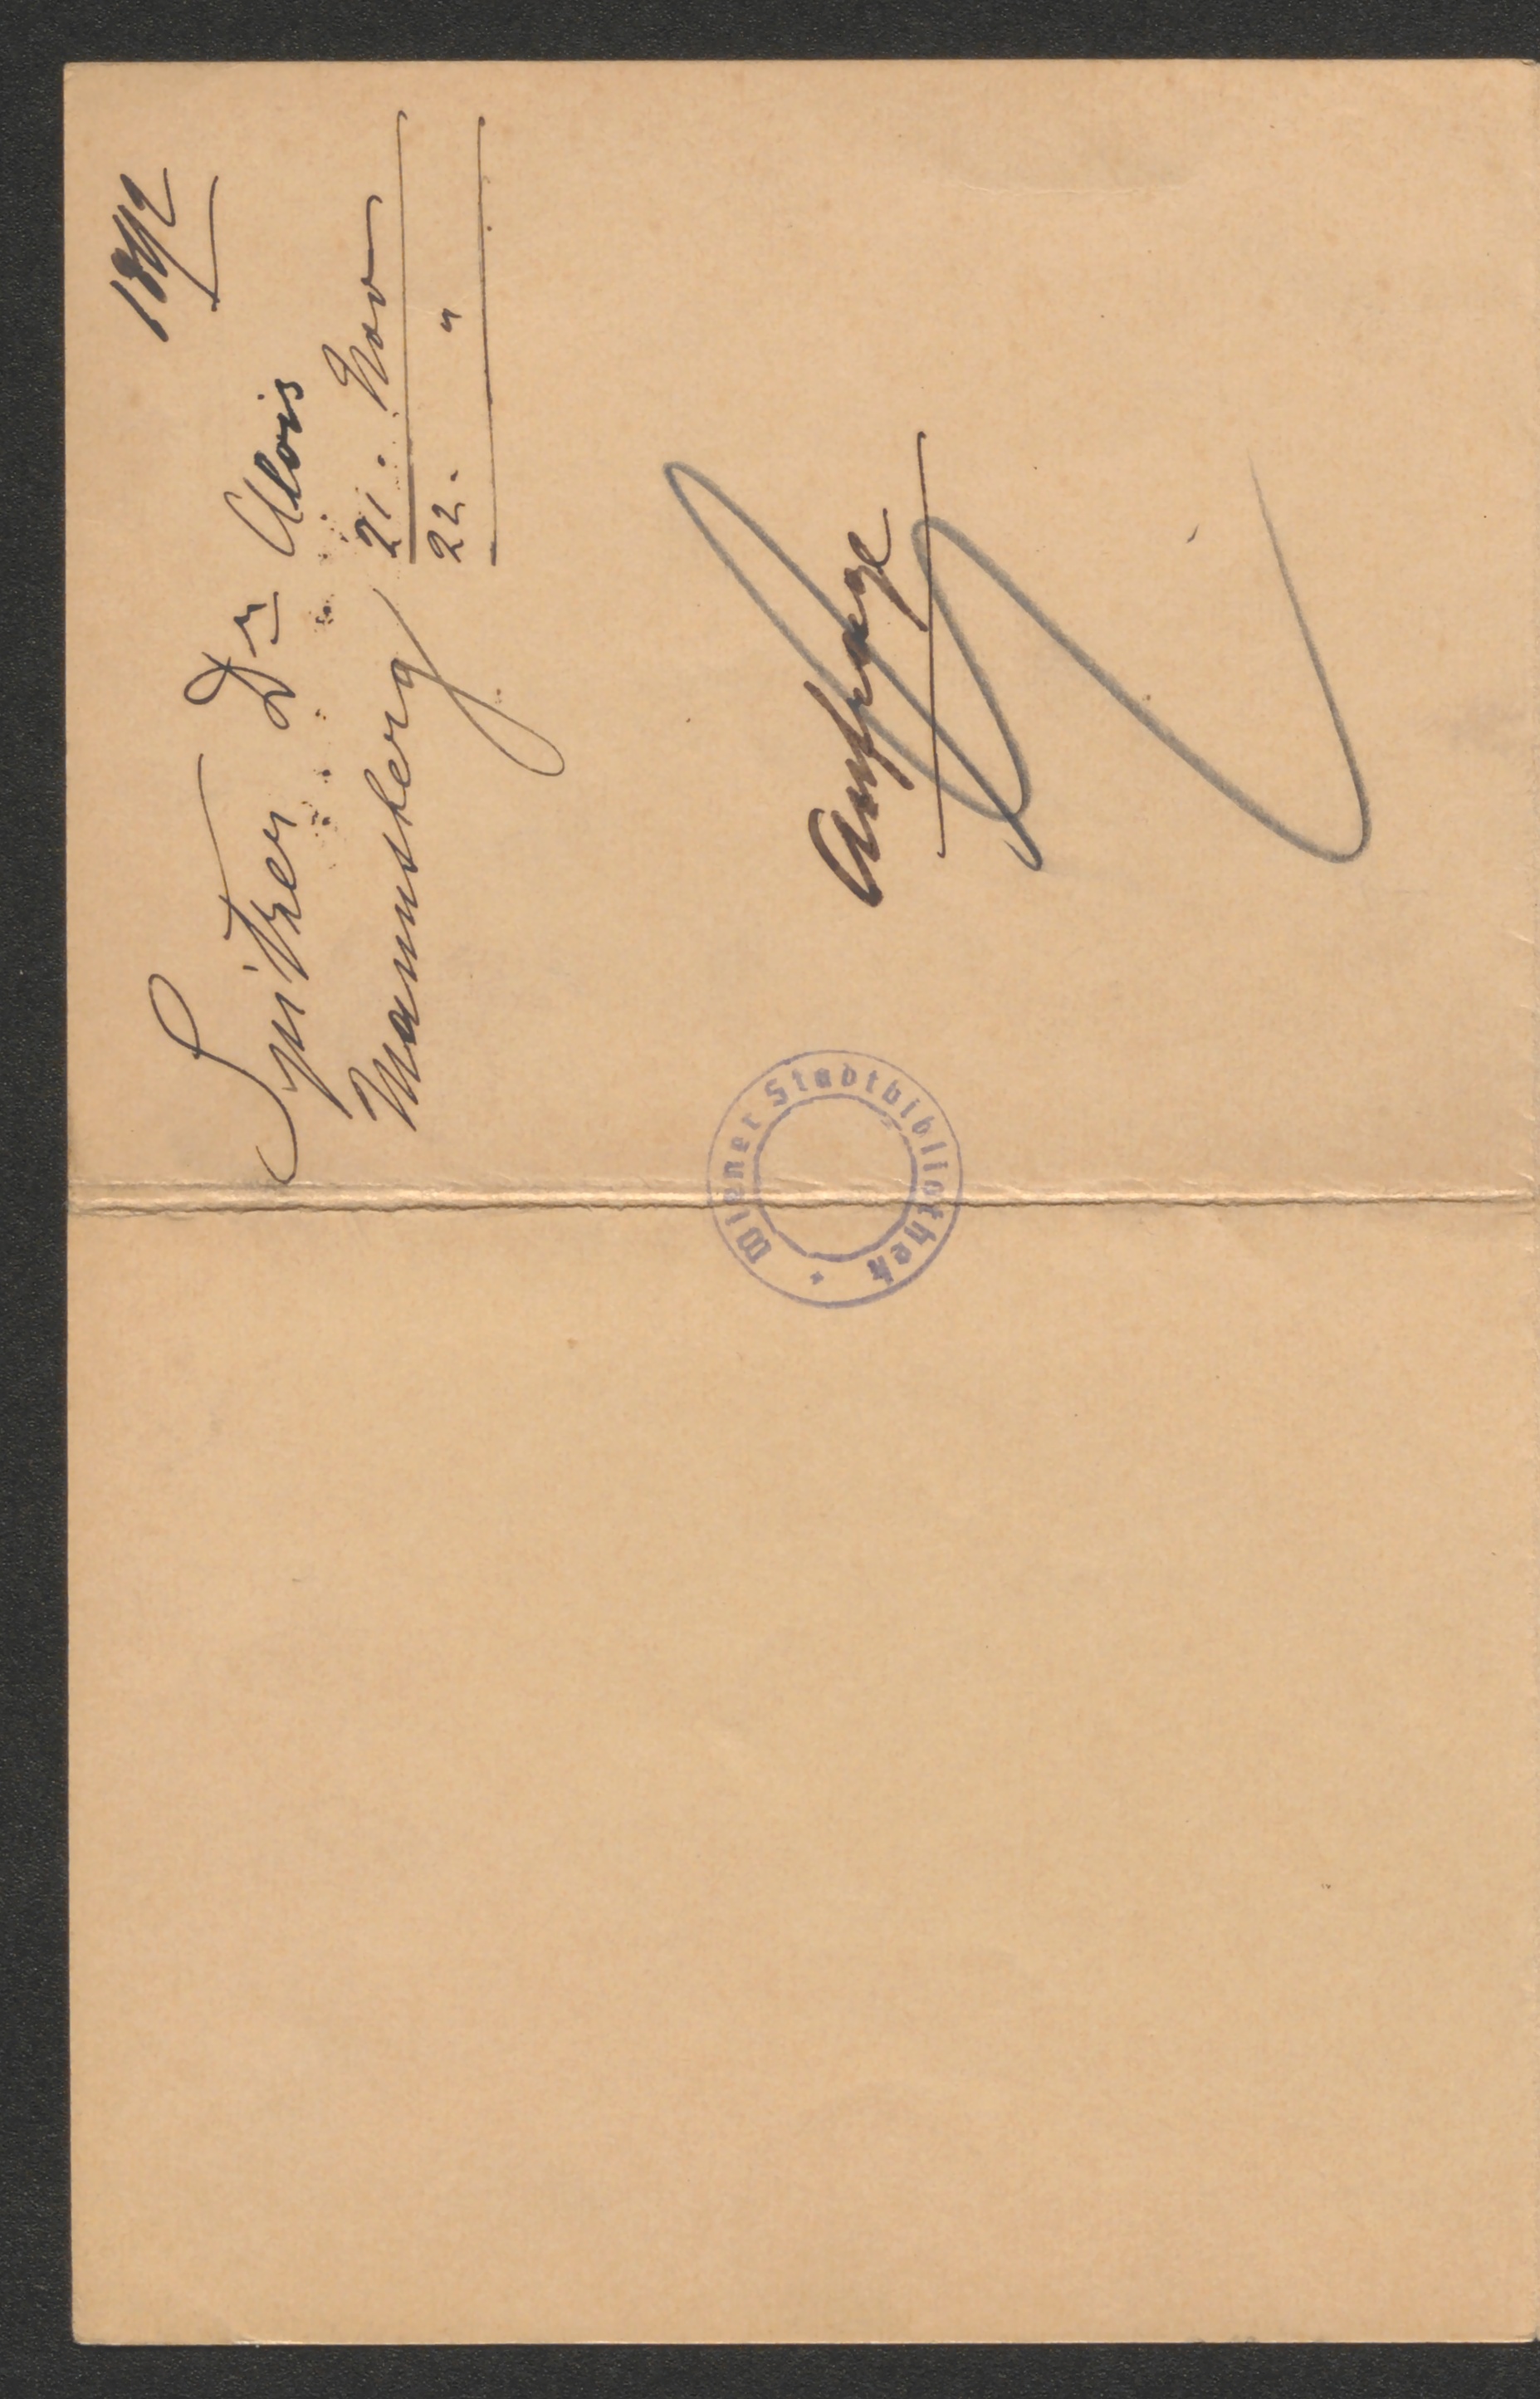 1892
Spitzer Dr Alois
Mannsberg 21. Nov
22. "
Anfrage
Wiener Stadtbibliothek